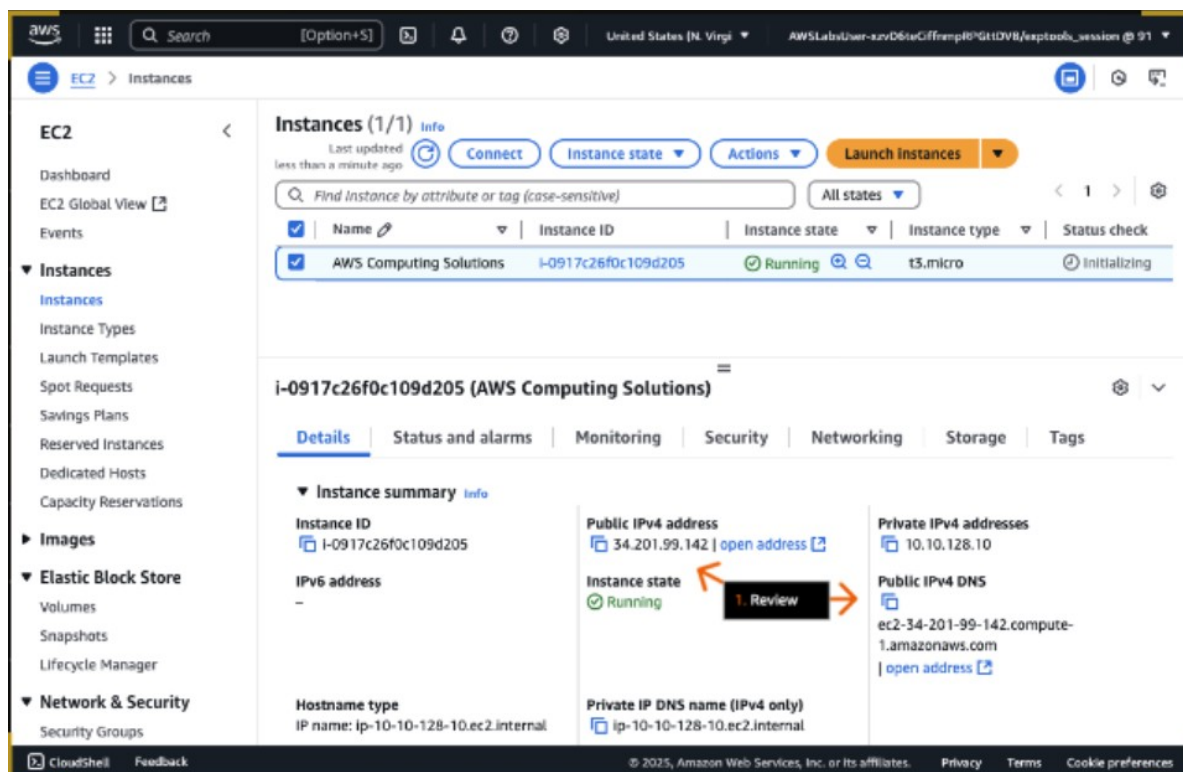 aws
Search [Option+S]
United States (N. Virgi
EC2 > Instances
EC2
Dashboard
EC2 Global View
Events
Instances
Instances
Instance Types
Launch Templates
Spot Requests
Savings Plans
Reserved Instances
Dedicated Hosts
Capacity Reservations
Images
Elastic Block Store
Volumes
Snapshots
Lifecycle Manager
Network & Security
Security Groups
Instances (1/1) Info
Last updated
less than a minute ago
Connect Instance state Actions Launch instances
Find Instance by attribute or tag (case-sensitive) All states 1
Name Instance ID Instance state Instance type Status check
AWS Computing Solutions i-0917c26f0c109d205 Running t3.micro Initializing
i-0917c26f0c109d205 (AWS Computing Solutions)
Details Status and alarms Monitoring Security Networking Storage Tags
Instance summary Info
Instance ID
i-0917c26f0c109d205
IPv6 address
–
Hostname type
IP name: ip-10-10-128-10.ec2.internal
Public IPv4 address
34.201.99.142 | open address
Instance state
Running
1. Review
Private IP DNS name (IPv4 only)
ip-10-10-128-10.ec2.internal
Private IPv4 addresses
10.10.128.10
Public IPv4 DNS
ec2-34-201-99-142.compute-
1.amazonaws.com
| open address
CloudShell Feedback © 2025, Amazon Web Services, Inc. or its affiliates. Privacy Terms Cookie preferences